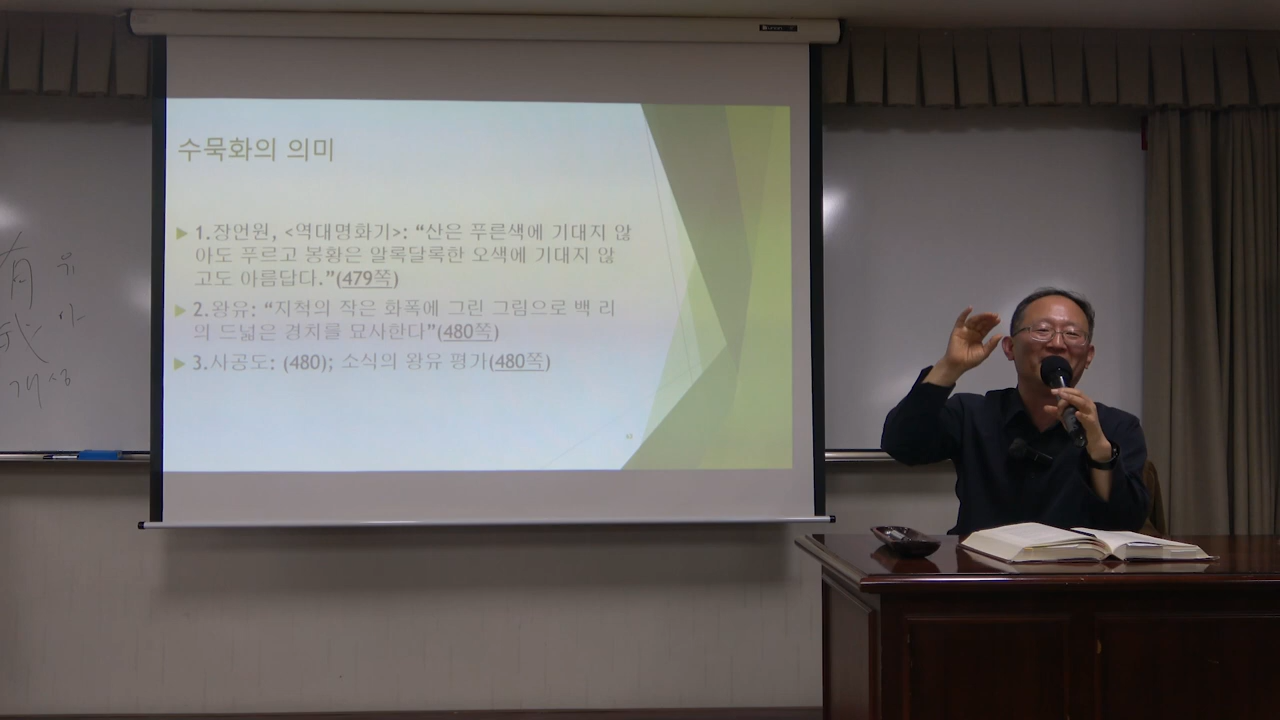 수묵화의 의미
1.장언원, <역대명화기>: “산은 푸른색에 기대지 않
아도 푸르고 봉황은 알록달록한 오색에 기대지 않
고도 아름답다.”(479쪽)
2.왕유: “지척의 작은 화폭에 그린 그림으로 백 리
의 드넓은 경치를 묘사한다”(480쪽)
3.사공도: (480); 소식의 왕유 평가(480쪽)
有 유
아
개성